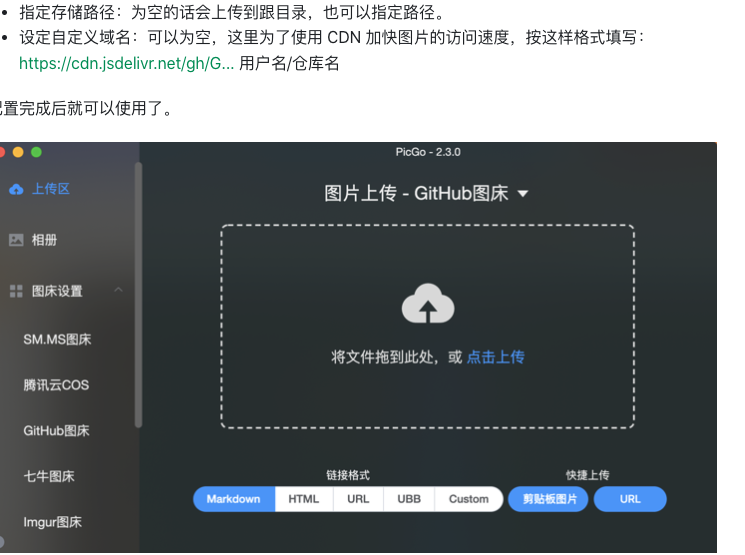 指定存储路径：为空的话会上传到跟目录，也可以指定路径。
设定自定义域名：可以为空，这里为了使用 CDN 加快图片的访问速度，按这样格式填写：
https://cdn.jsdelivr.net/gh/G... 用户名/仓库名
配置完成后就可以使用了。
PicGo - 2.3.0
上传区
图片上传 - GitHub图床
相册
图床设置
SM.MS图床
将文件拖到此处，或 点击上传
腾讯云COS
GitHub图床
七牛图床
链接格式
快捷上传
Markdown HTML URL UBB Custom 剪贴板图片 URL
Imgur图床